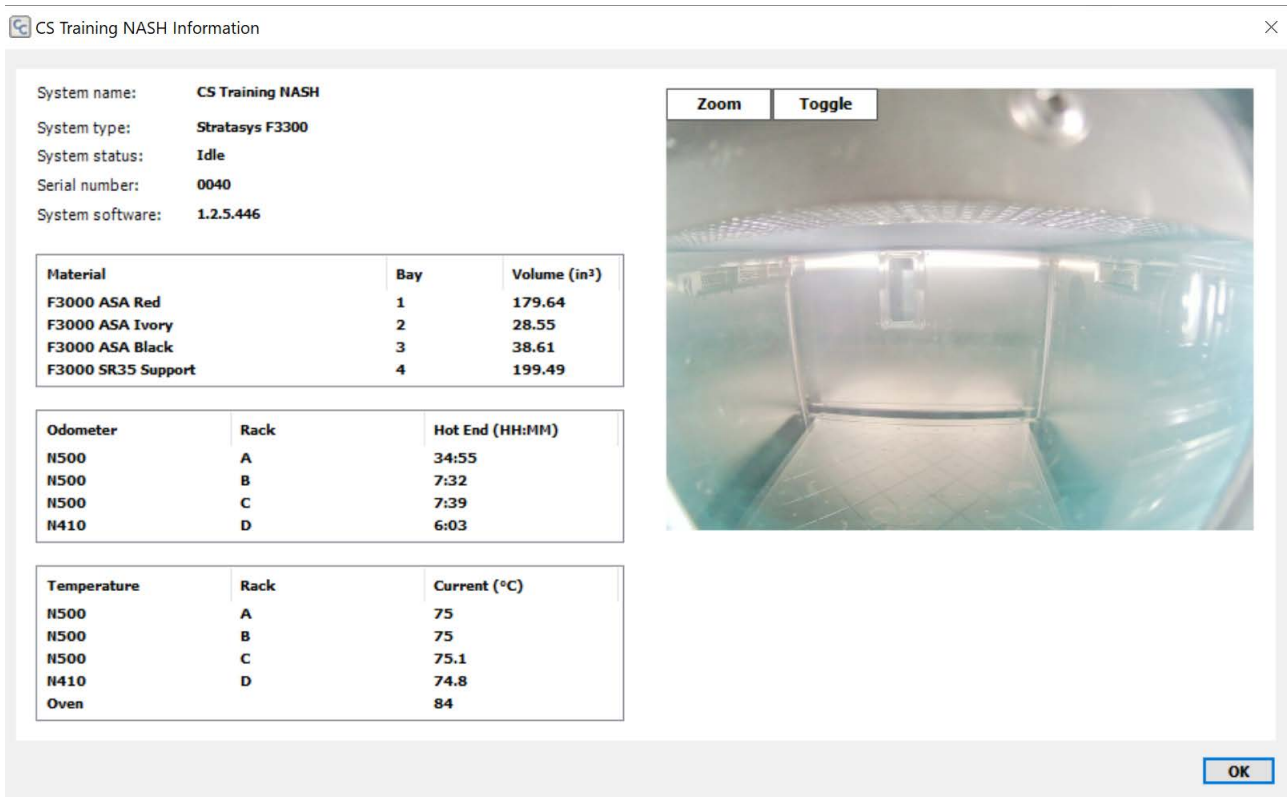 CS Training NASH Information
System name: CS Training NASH
System type: Stratasys F3300
System status: Idle
Serial number: 0040
System software: 1.2.5.446
Material Bay Volume (in³)
F3000 ASA Red 1 179.64
F3000 ASA Ivory 2 28.55
F3000 ASA Black 3 38.61
F3000 SR35 Support 4 199.49
Odometer Rack Hot End (HH:MM)
N500 A 34:55
N500 B 7:32
N500 C 7:39
N410 D 6:03
Temperature Rack Current (°C)
N500 A 75
N500 B 75
N500 C 75.1
N410 D 74.8
Oven 84
Zoom Toggle
OK